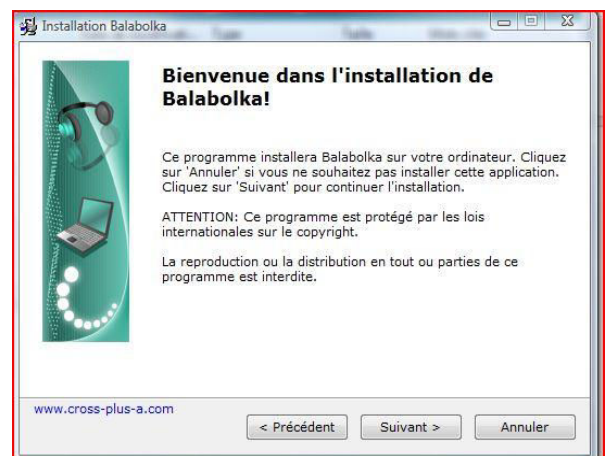 Installation Balabolka
Bienvenue dans l'installation de
Balabolka!
Ce programme installera Balabolka sur votre ordinateur. Cliquez
sur 'Annuler' si vous ne souhaitez pas installer cette application.
Cliquez sur 'Suivant' pour continuer l'installation.
ATTENTION: Ce programme est protégé par les lois
internationales sur le copyright.
La reproduction ou la distribution en tout ou parties de ce
programme est interdite.
www.cross-plus-a.com
< Précédent Suivant > Annuler